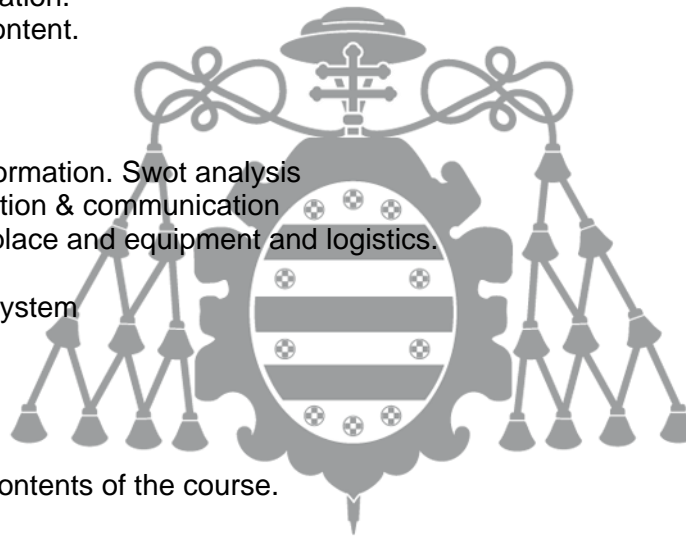 ation.
ontent.
ormation. Swot analysis
tion & communication
place and equipment and logistics.
ystem
ontents of the course.